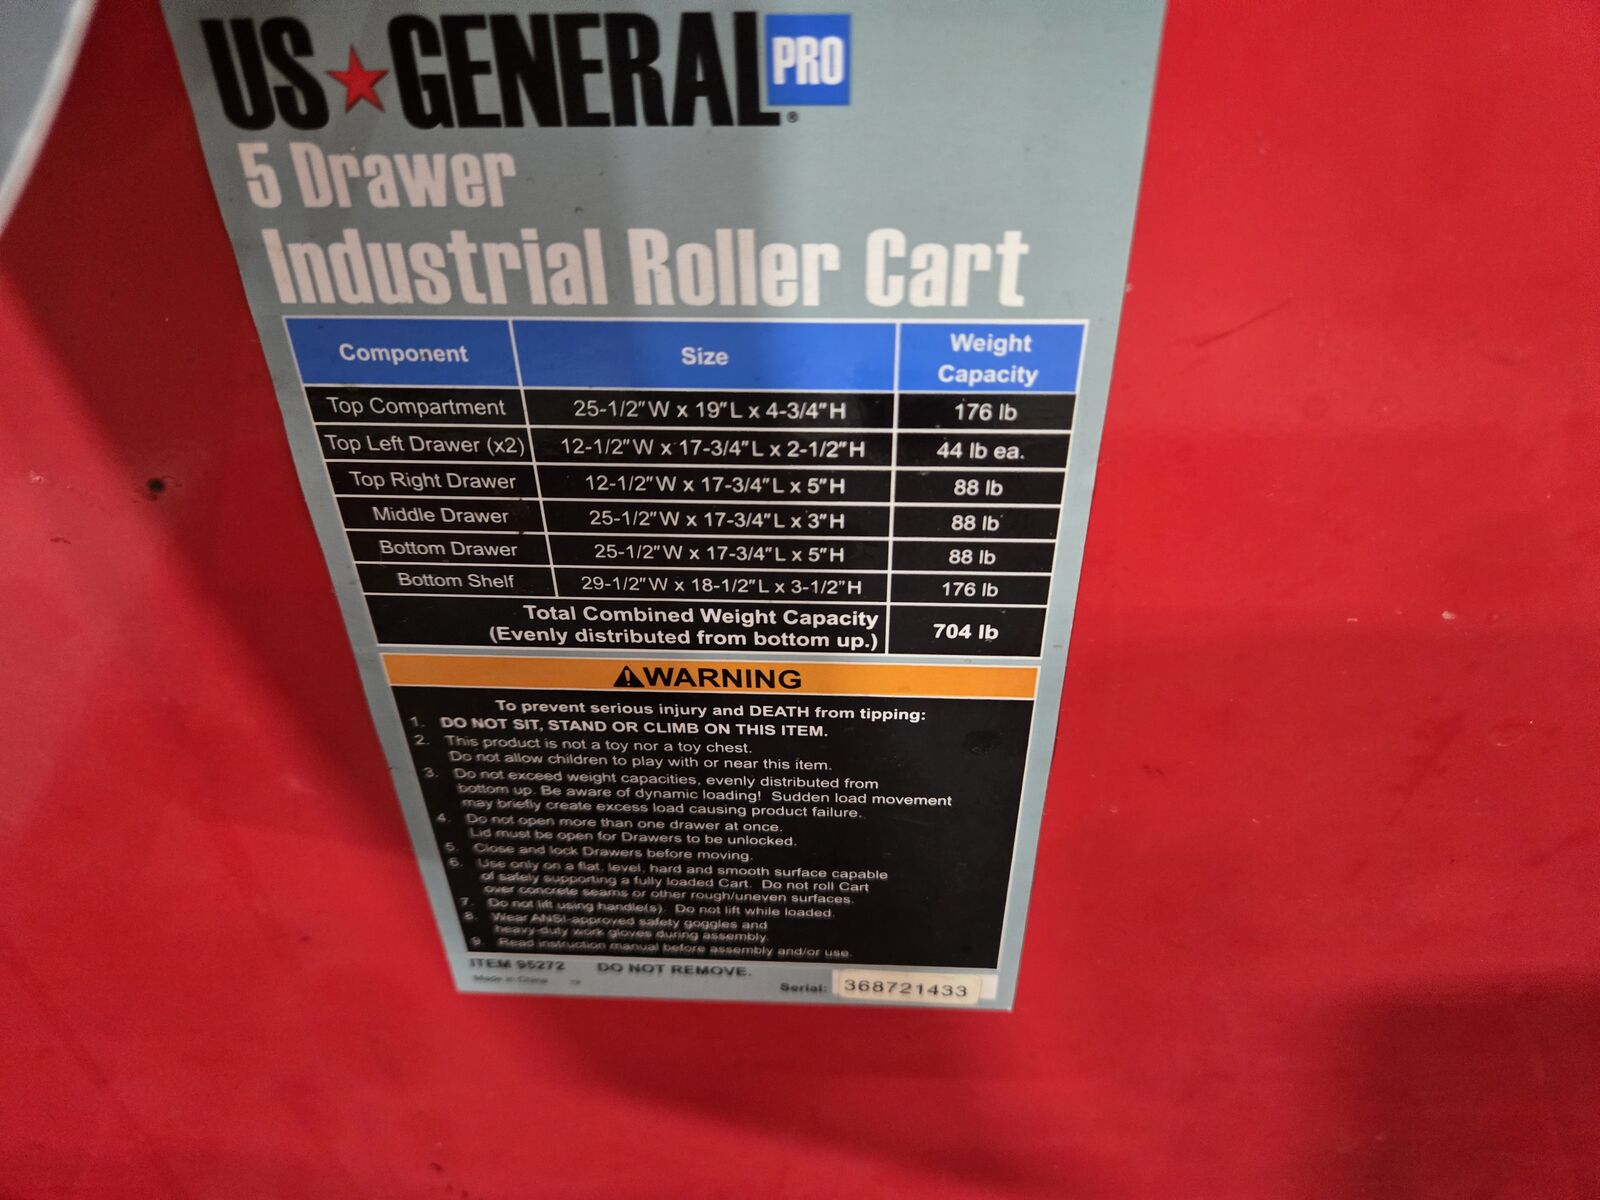 US★GENERAL PRO®
5 Drawer
Industrial Roller Cart
Component Size Weight Capacity
Top Compartment 25-1/2"W x 19"L x 4-3/4"H 176 lb
Top Left Drawer (x2) 12-1/2"W x 17-3/4"L x 2-1/2"H 44 lb ea.
Top Right Drawer 12-1/2"W x 17-3/4"L x 5"H 88 lb
Middle Drawer 25-1/2"W x 17-3/4"L x 3"H 88 lb
Bottom Drawer 25-1/2"W x 17-3/4"L x 5"H 88 lb
Bottom Shelf 29-1/2"W x 18-1/2"L x 3-1/2"H 176 lb
Total Combined Weight Capacity
(Evenly distributed from bottom up.) 704 lb
⚠WARNING
To prevent serious injury and DEATH from tipping:
1. DO NOT SIT, STAND OR CLIMB ON THIS ITEM.
2. This product is not a toy nor a toy chest.
Do not allow children to play with or near this item.
3. Do not exceed weight capacities, evenly distributed from
bottom up. Be aware of dynamic loading! Sudden load movement
may briefly create excess load causing product failure.
4. Do not open more than one drawer at once.
Lid must be open for Drawers to be unlocked.
5. Close and lock Drawers before moving.
6. Use only on a flat, level, hard and smooth surface capable
of safely supporting a fully loaded Cart. Do not roll Cart
over concrete seams or other rough/uneven surfaces.
7. Do not lift using handle(s). Do not lift while loaded.
8. Wear ANSI-approved safety goggles and
heavy-duty work gloves during assembly.
9. Read instruction manual before assembly and/or use.
ITEM 95272 DO NOT REMOVE.
Made in China
Serial: 368721433